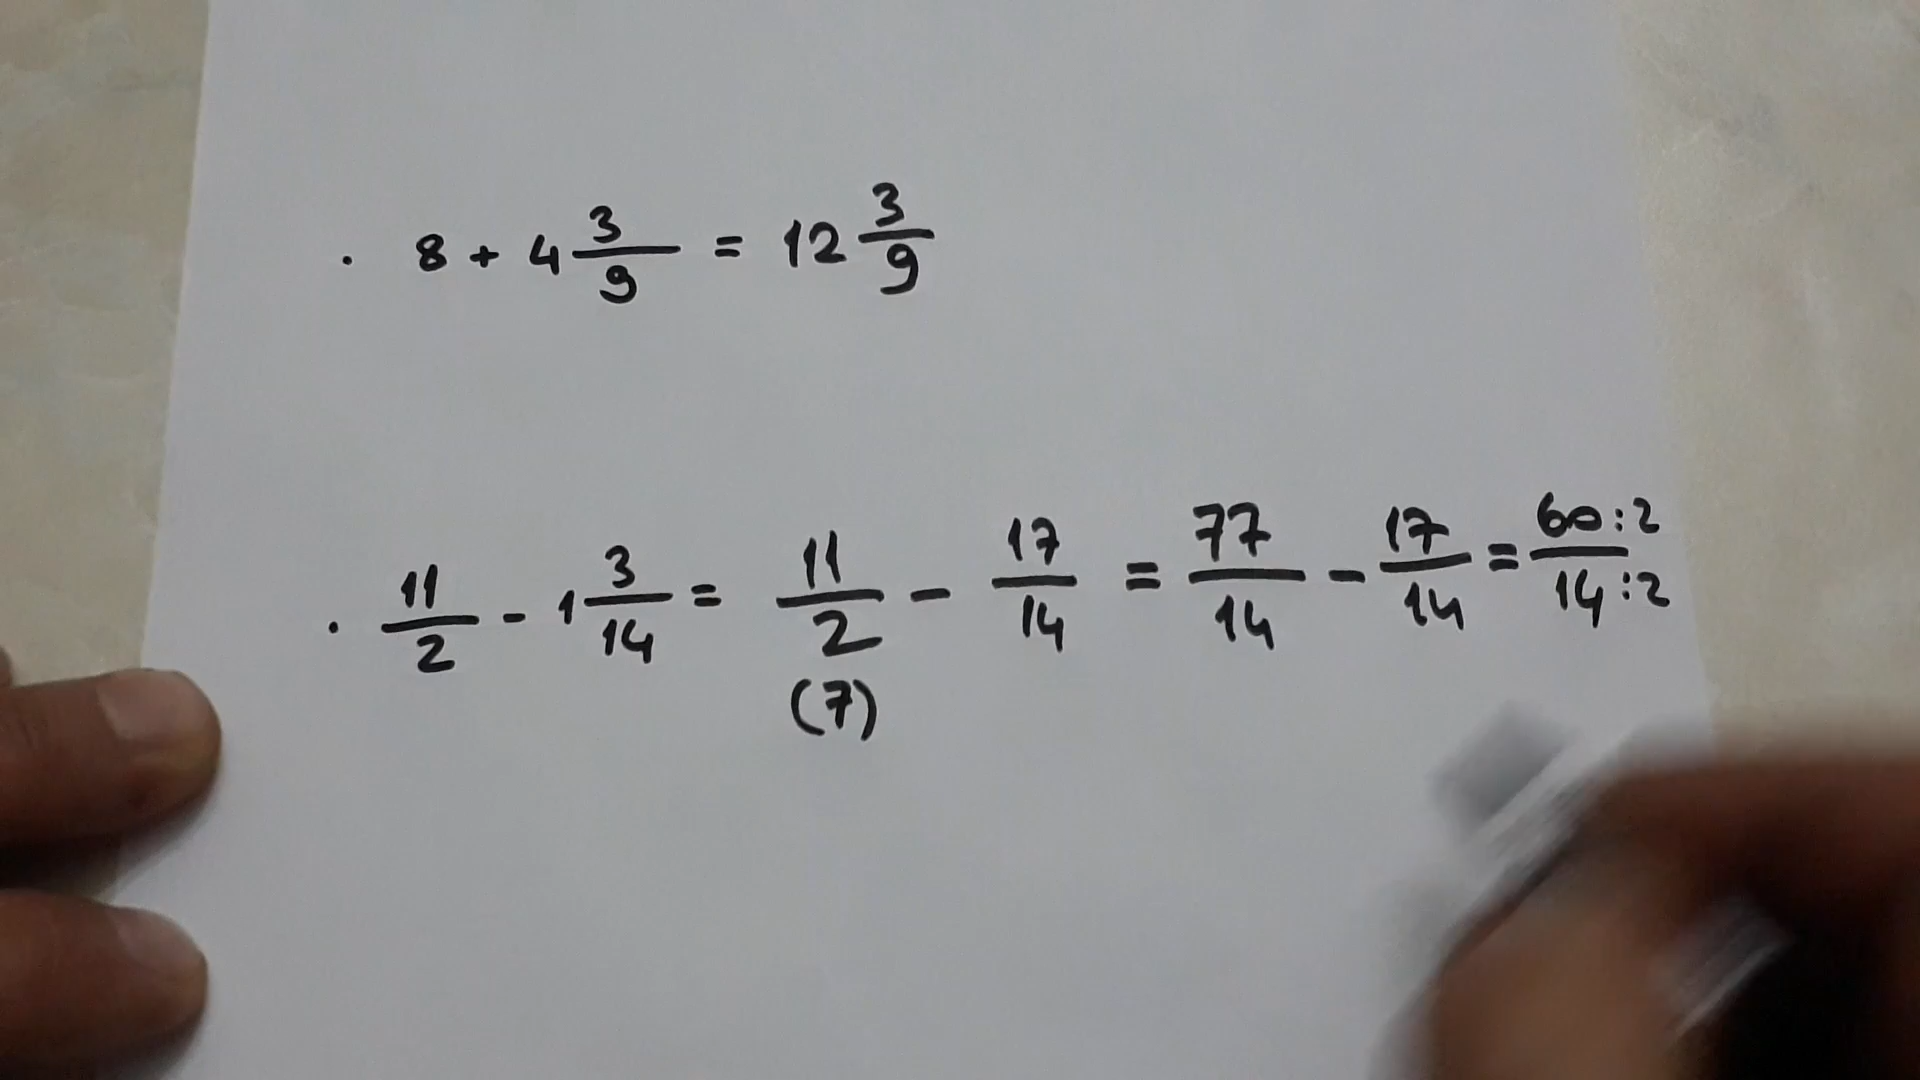 . 8 + 4 3/9 = 12 3/9
. 11/2 - 1 3/14 = 11/2 - 17/14 = 77/14 - 17/14 = 60:2/14:2
(7)